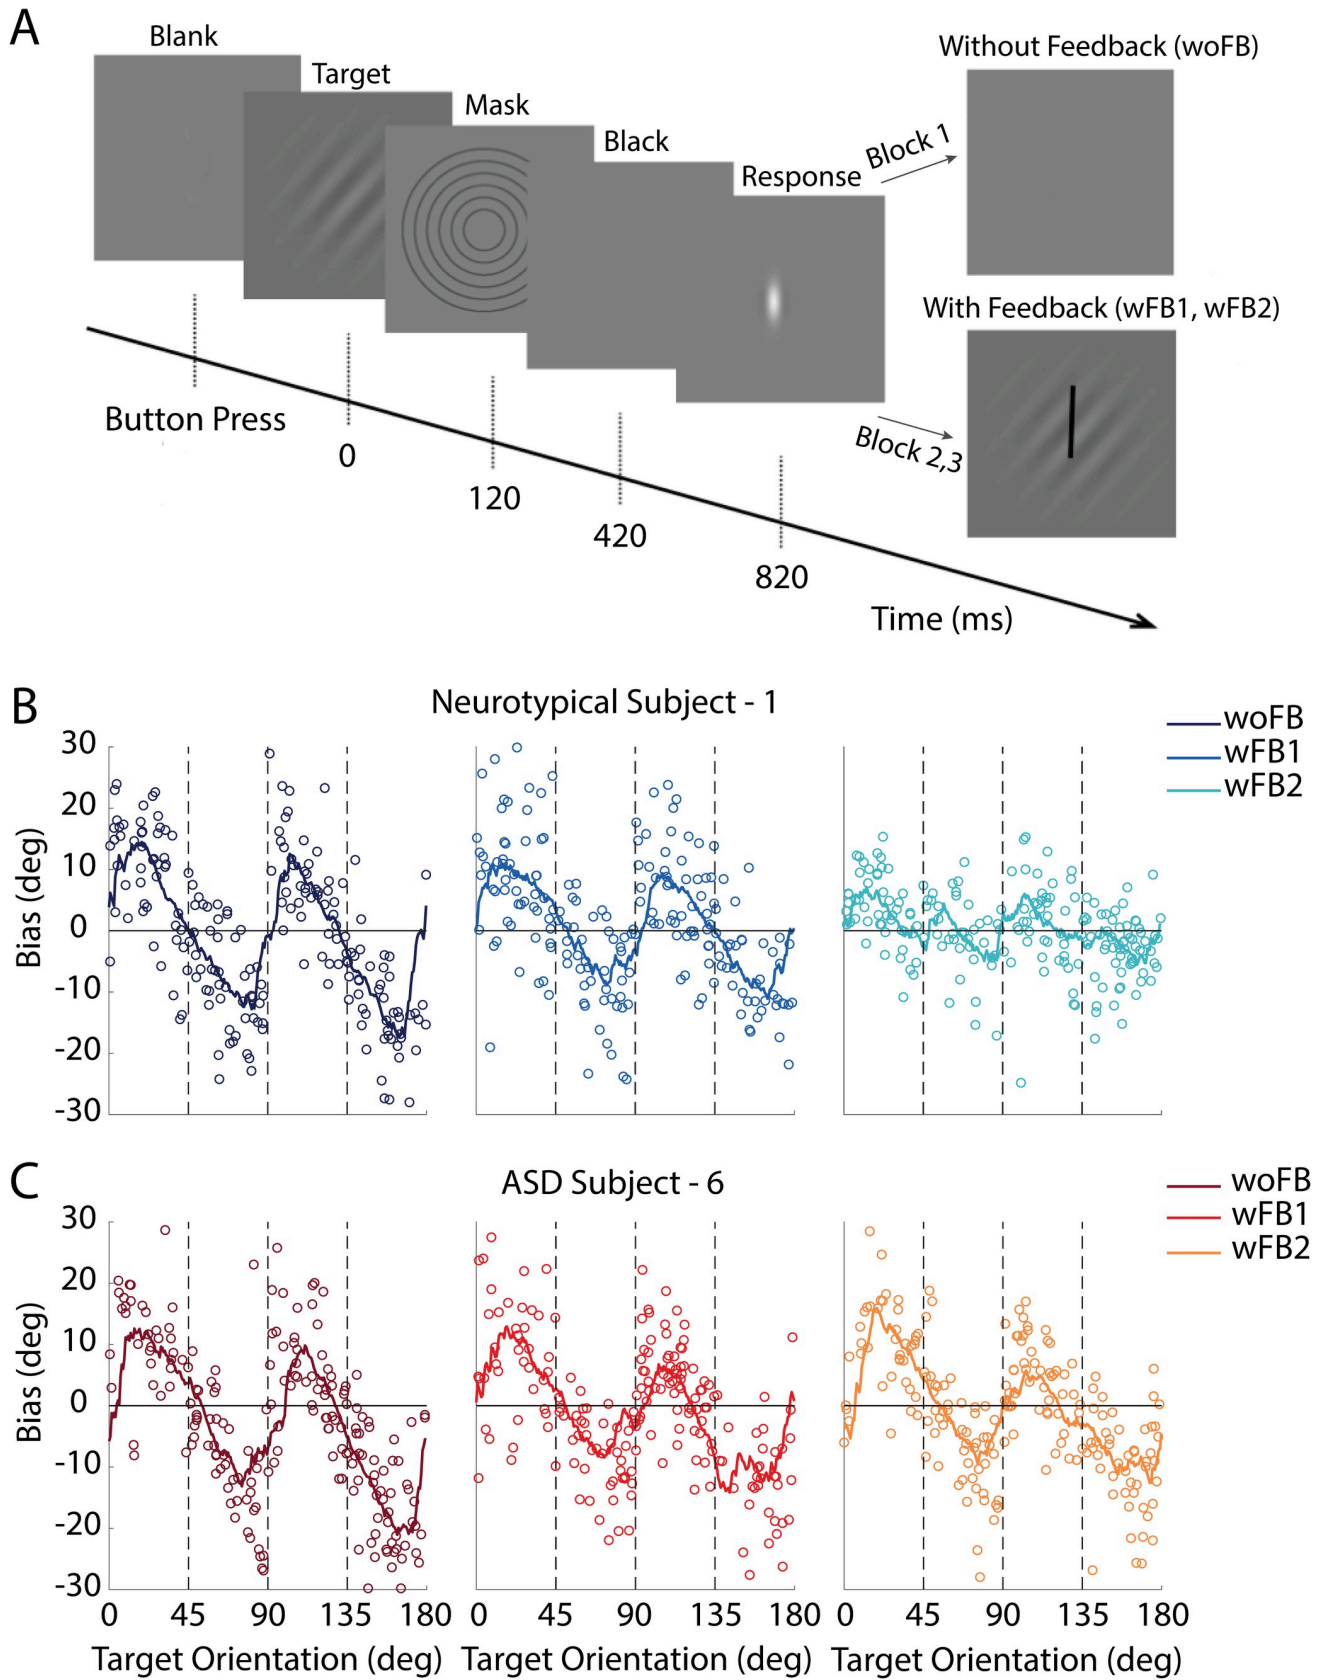 A
Blank
Target
Mask
Black
Response
Block 1
Without Feedback (woFB)
With Feedback (wFB1, wFB2)
Block 2,3
Button Press
0
120
420
820
Time (ms)
B
Neurotypical Subject - 1
woFB
wFB1
wFB2
Bias (deg)
30
20
10
0
-10
-20
-30
C
ASD Subject - 6
woFB
wFB1
wFB2
Bias (deg)
30
20
10
0
-10
-20
-30
0 45 90 135 180 0 45 90 135 180 0 45 90 135 180
Target Orientation (deg) Target Orientation (deg) Target Orientation (deg)